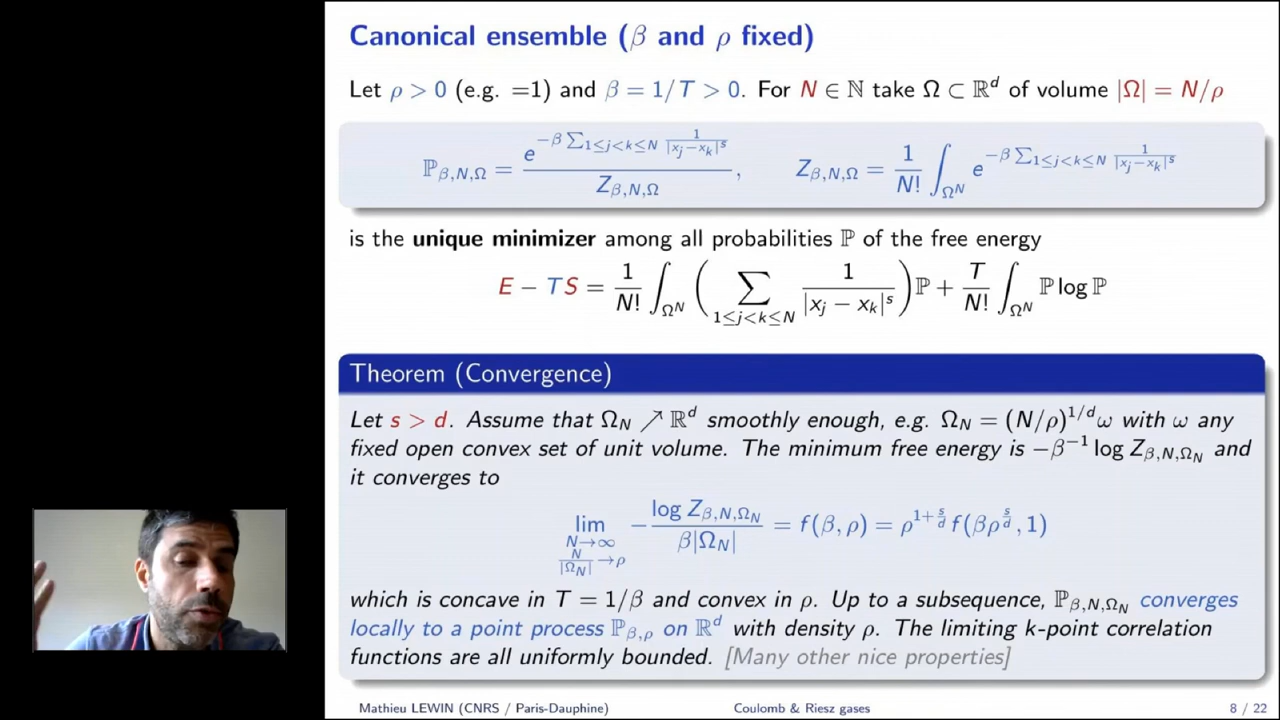 Canonical ensemble (β and ρ fixed)
Let ρ > 0 (e.g. =1) and β = 1/T > 0. For N ∈ ℕ take Ω ⊂ ℝ^d of volume |Ω| = N/ρ
ℙ_{β,N,Ω} = e^{−β ∑_{1≤j<k≤N} 1/|x_j−x_k|^s} / Z_{β,N,Ω}, Z_{β,N,Ω} = 1/N! ∫_{Ω^N} e^{−β ∑_{1≤j<k≤N} 1/|x_j−x_k|^s}
is the unique minimizer among all probabilities ℙ of the free energy
E − TS = 1/N! ∫_{Ω^N} ( ∑_{1≤j<k≤N} 1/|x_j − x_k|^s ) ℙ + T/N! ∫_{Ω^N} ℙ log ℙ
Theorem (Convergence)
Let s > d. Assume that Ω_N ↗ ℝ^d smoothly enough, e.g. Ω_N = (N/ρ)^{1/d}ω with ω any
fixed open convex set of unit volume. The minimum free energy is −β^{−1} log Z_{β,N,Ω_N} and
it converges to
lim_{N→∞, N/|Ω_N|→ρ} − log Z_{β,N,Ω_N} / β|Ω_N| = f(β, ρ) = ρ^{1+s/d} f(βρ^{s/d}, 1)
which is concave in T = 1/β and convex in ρ. Up to a subsequence, ℙ_{β,N,Ω_N} converges
locally to a point process ℙ_{β,ρ} on ℝ^d with density ρ. The limiting k-point correlation
functions are all uniformly bounded. [Many other nice properties]
Mathieu LEWIN (CNRS / Paris-Dauphine) Coulomb & Riesz gases 8 / 22